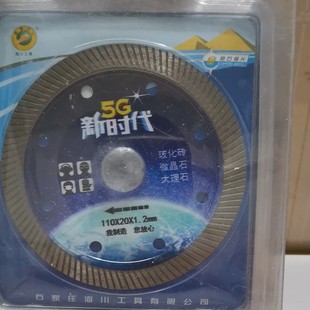 5G
新时代
玻化砖
微晶石
大理石
110X20X1.2mm
我制造 您放心
石家庄海川工具有限公司